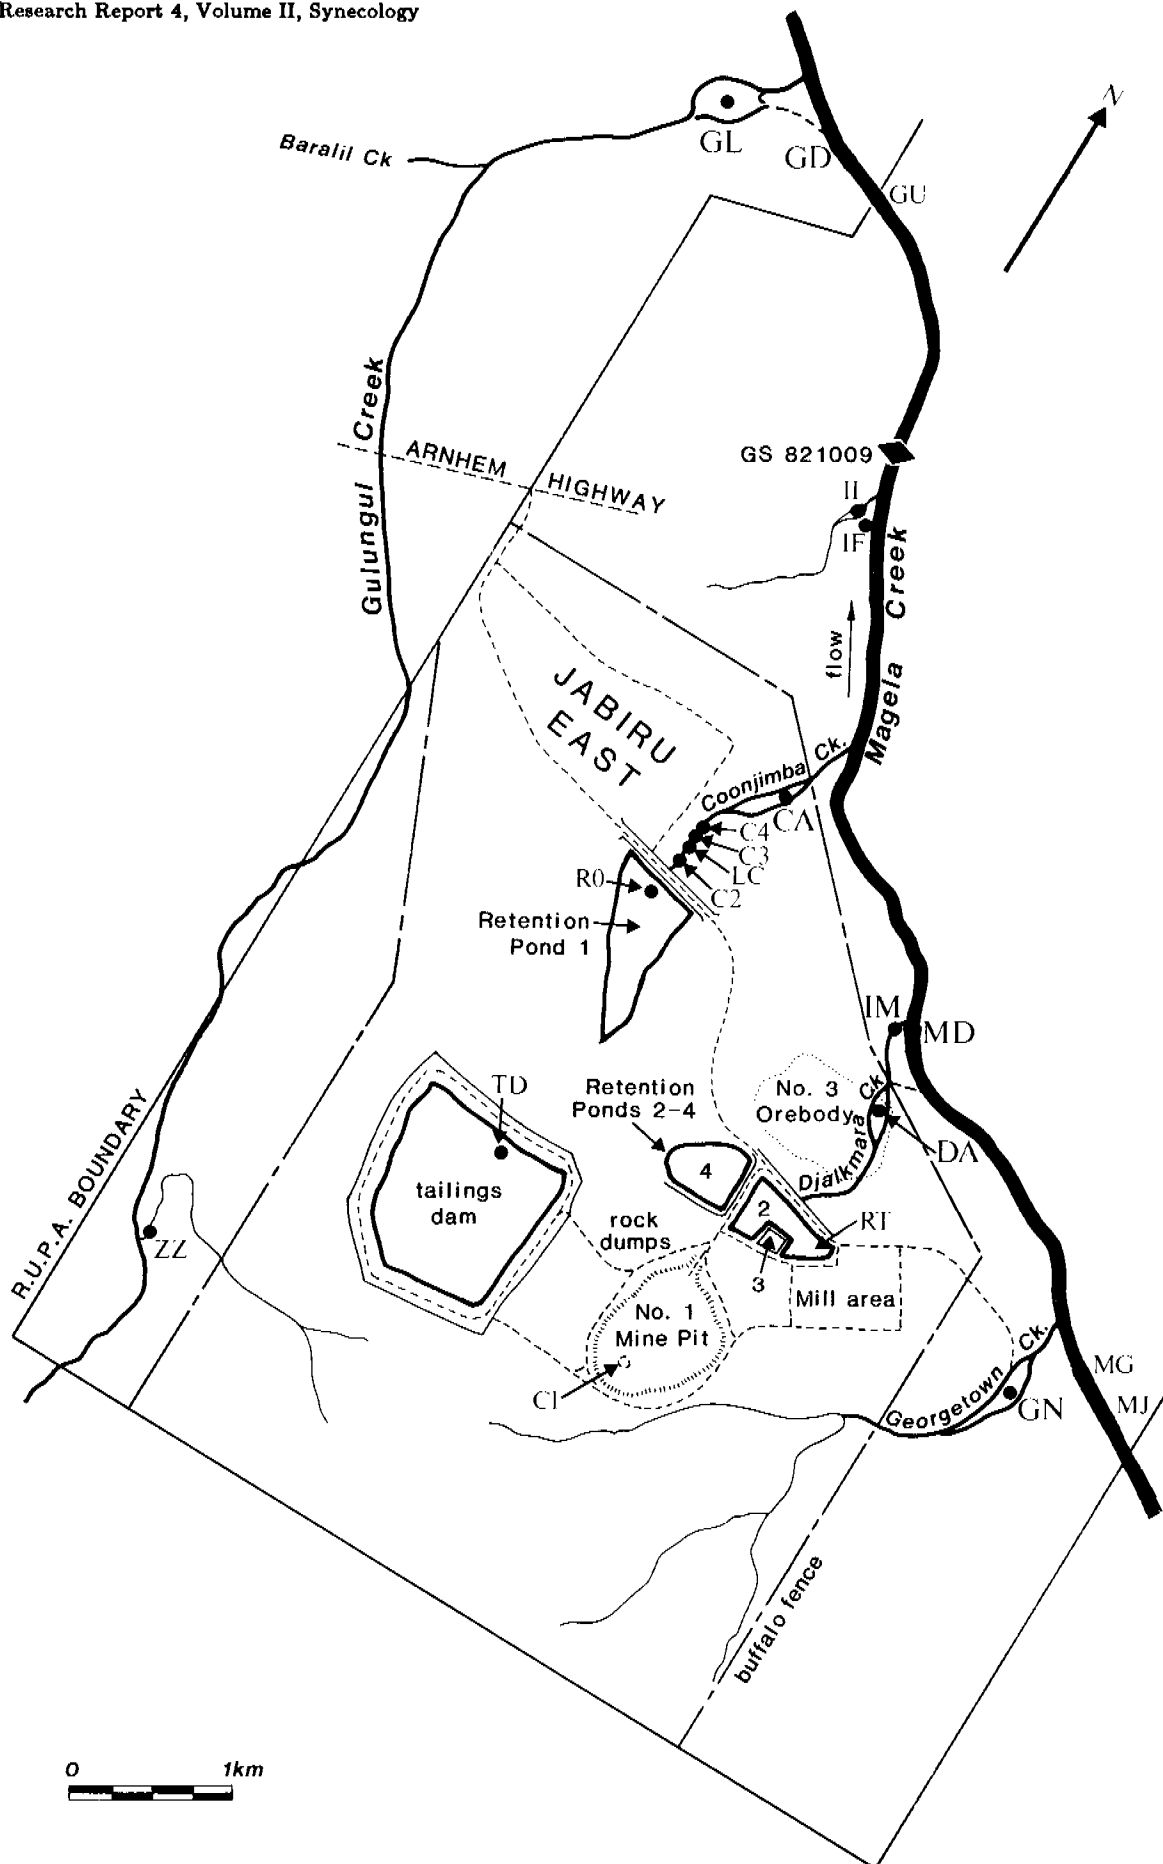 Research Report 4, Volume II, Synecology
N
Baralil Ck
GL
GD
GU
Gulungul Creek
ARNHEM HIGHWAY
GS 821009
II
IF
Magela Creek
flow
JABIRU
EAST
Coonjimba Ck.
CA
C4
C3
LC
C2
R0
Retention
Pond 1
IM
MD
R.U.P.A. BOUNDARY
TD
Retention
Ponds 2-4
No. 3
Orebody
Djalkmara Ck
DA
4
tailings
dam
2
RT
rock
dumps
ZZ
3
Mill area
No. 1
Mine Pit
CI
Georgetown Ck.
MG
GN
MJ
buffalo fence
0 1km